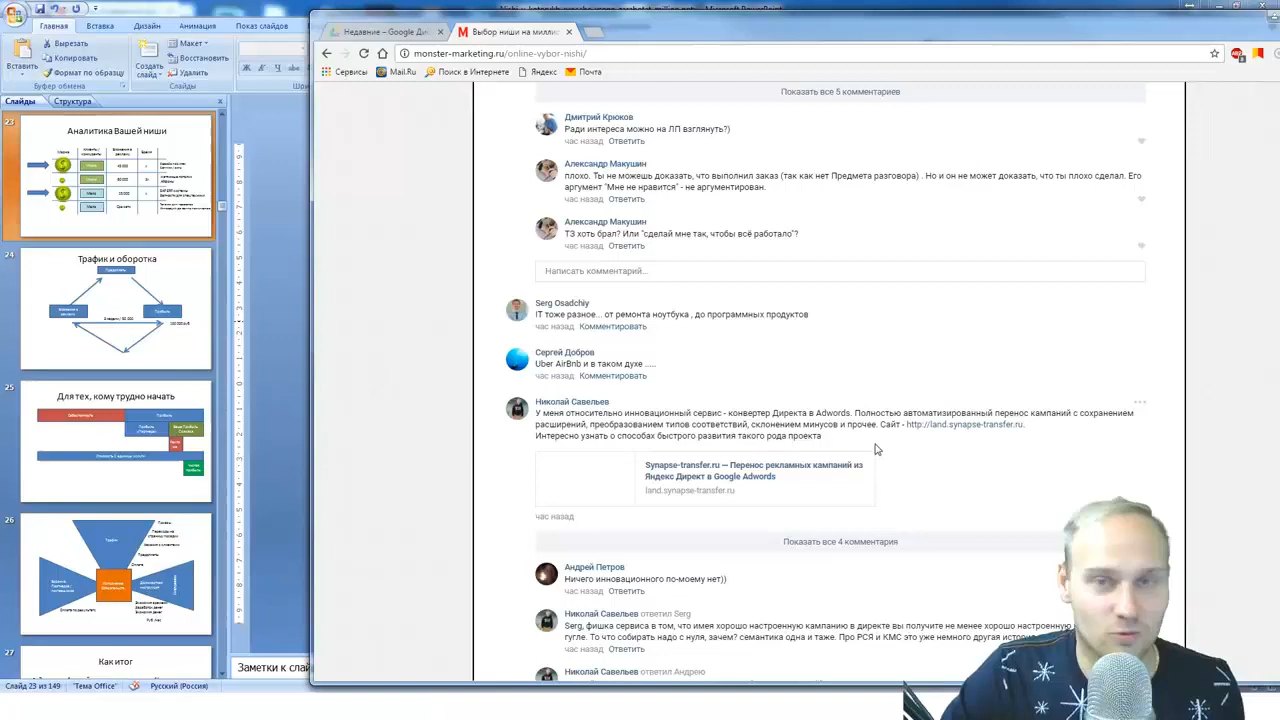 Главная
Вставка
Дизайн
Анимация
Показ слайдов
Вырезать
Копировать
Формат по образцу
Вставить
Буфер обмена
Создать слайд
Макет
Восстановить
Удалить
Слайды
Слайды
Структура
23
Аналитика Вашей ниши
24
Трафик и оборотка
25
Для тех, кому трудно начать
26
27
Как итог
Слайд 23 из 149
"Тема Office"
Русский (Россия)
Заметки к слай
Недавние – Google Ди
Выбор ниши на милли
monster-marketing.ru/online-vybor-nishi/
Сервисы
Mail.Ru
Поиск в Интернете
Яндекс
Почта
Показать все 5 комментариев
Дмитрий Крюков
Ради интереса можно на ЛП взглянуть?)
час назад Ответить
Александр Макушин
плохо. Ты не можешь доказать, что выполнил заказ (так как нет Предмета разговора) . Но и он не может доказать, что ты плохо сделал. Его
аргумент "Мне не нравится" - не аргументирован.
час назад Ответить
Александр Макушин
ТЗ хоть брал? Или "сделай мне так, чтобы всё работало"?
час назад Ответить
Написать комментарий...
Serg Osadchiy
IT тоже разное... от ремонта ноутбука , до программных продуктов
час назад Комментировать
Сергей Добров
Uber AirBnb и в таком духе .....
час назад Комментировать
Николай Савельев
У меня относительно инновационный сервис - конвертер Директа в Adwords. Полностью автоматизированный перенос кампаний с сохранением
расширений, преобразованием типов соответствий, склонением минусов и прочее. Сайт - http://land.synapse-transfer.ru.
Интересно узнать о способах быстрого развития такого рода проекта
Synapse-transfer.ru — Перенос рекламных кампаний из
Яндекс Директ в Google Adwords
land.synapse-transfer.ru
час назад
Показать все 4 комментария
Андрей Петров
Ничего инновационного по-моему нет))
час назад Ответить
Николай Савельев ответил Serg
Serg, фишка сервиса в том, что имея хорошо настроенную кампанию в директе вы получите не менее хорошо настроенную
гугле. То что собирать надо с нуля, зачем? семантика одна и таже. Про РСЯ и КМС это уже немного другая
час назад Ответить
Николай Савельев ответил Андрею